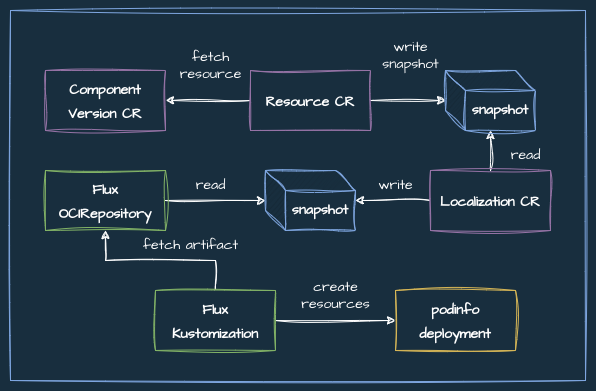 fetch
resource
write
snapshot
Component
Version CR
Resource CR
snapshot
read
Flux
OCIRepository
read
snapshot
write
Localization CR
fetch artifact
Flux
Kustomization
create
resources
podinfo
deployment